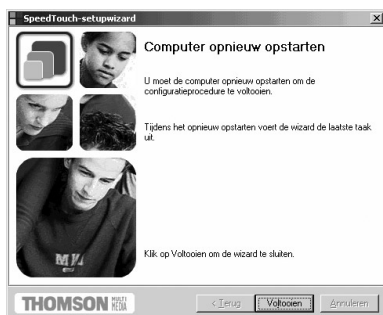 SpeedTouch-setupwizard
Computer opnieuw opstarten
U moet de computer opnieuw opstarten om de
configuratieprocedure te voltooien.
Tijdens het opnieuw opstarten voert de wizard de laatste taak
uit.
Klik op Voltooien om de wizard te sluiten.
THOMSON MULTI
MEDIA
< Terug
Voltooien
Annuleren